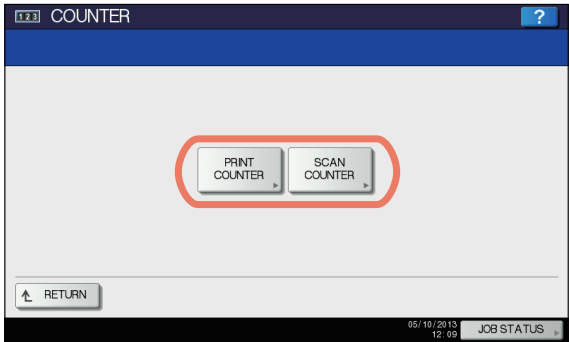 123 COUNTER ?
PRINT SCAN
COUNTER COUNTER
RETURN
05/10/2013
12:09 JOB STATUS